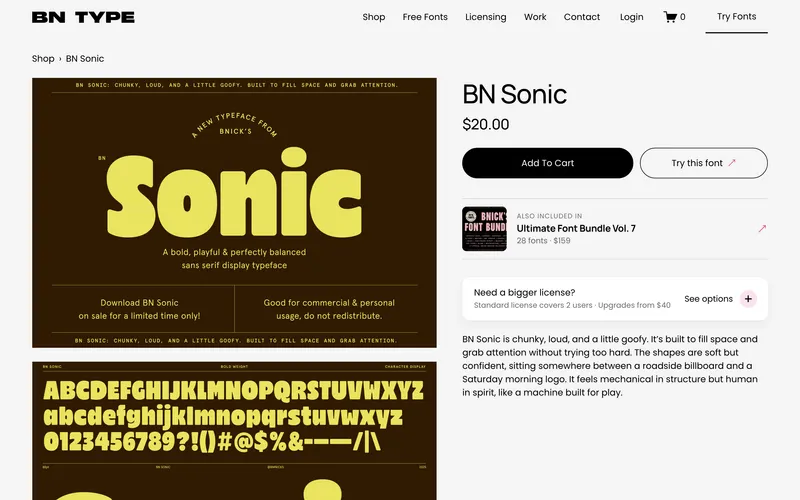 BN TYPE
Shop Free Fonts Licensing Work Contact Login 0 Try Fonts
Shop › BN Sonic
BN SONIC: CHUNKY, LOUD, AND A LITTLE GOOFY. BUILT TO FILL SPACE AND GRAB ATTENTION.
A NEW TYPEFACE FROM
BNICK'S
BN
Sonic
A bold, playful & perfectly balanced
sans serif display typeface
Download BN Sonic
on sale for a limited time only!
Good for commercial & personal
usage, do not redistribute.
BN SONIC: CHUNKY, LOUD, AND A LITTLE GOOFY. BUILT TO FILL SPACE AND GRAB ATTENTION.
BN SONIC BOLD WEIGHT CHARACTER DISPLAY
ABCDEFGHIJKLMNOPQRSTUVWXYZ
abcdefghijklmnopqrstuvwxyz
0123456789?!()#@$%&-–—/|\
BN Sonic
$20.00
Add To Cart
Try this font
BNICK'S
FONT BUNDL
ALSO INCLUDED IN
Ultimate Font Bundle Vol. 7
28 fonts · $159
Need a bigger license?
Standard license covers 2 users · Upgrades from $40
See options
BN Sonic is chunky, loud, and a little goofy. It's built to fill space and
grab attention without trying too hard. The shapes are soft but
confident, sitting somewhere between a roadside billboard and a
Saturday morning logo. It feels mechanical in structure but human
in spirit, like a machine built for play.